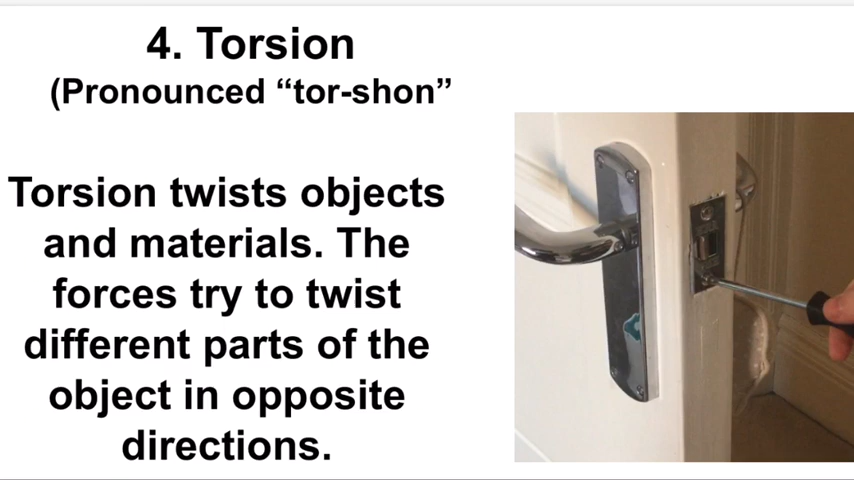 4. Torsion
(Pronounced “tor-shon”
Torsion twists objects
and materials. The
forces try to twist
different parts of the
object in opposite
directions.